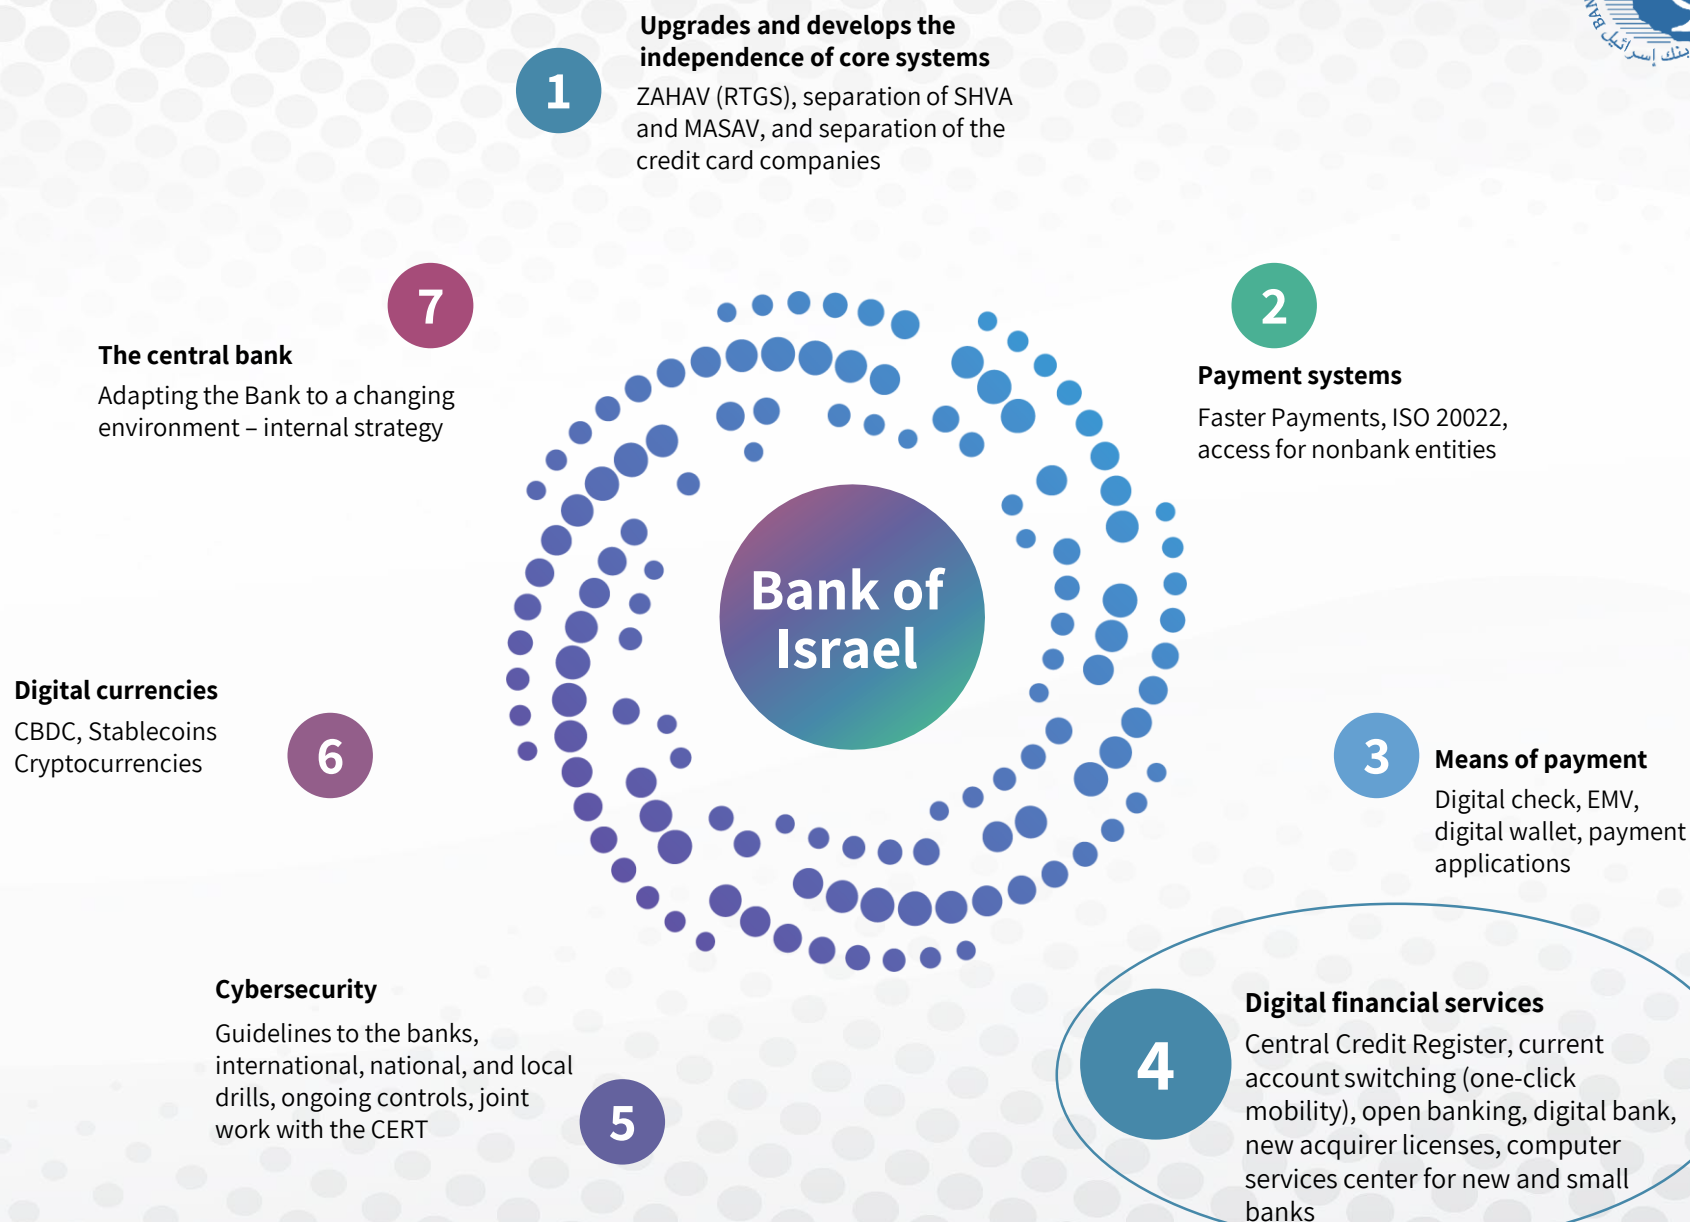 1
Upgrades and develops the
independence of core systems
ZAHAV (RTGS), separation of SHVA
and MASAV, and separation of the
credit card companies
2
Payment systems
Faster Payments, ISO 20022,
access for nonbank entities
3
Means of payment
Digital check, EMV,
digital wallet, payment
applications
4
Digital financial services
Central Credit Register, current
account switching (one-click
mobility), open banking, digital bank,
new acquirer licenses, computer
services center for new and small
banks
5
Cybersecurity
Guidelines to the banks,
international, national, and local
drills, ongoing controls, joint
work with the CERT
6
Digital currencies
CBDC, Stablecoins
Cryptocurrencies
7
The central bank
Adapting the Bank to a changing
environment – internal strategy
Bank of
Israel
بنك إسرائيل